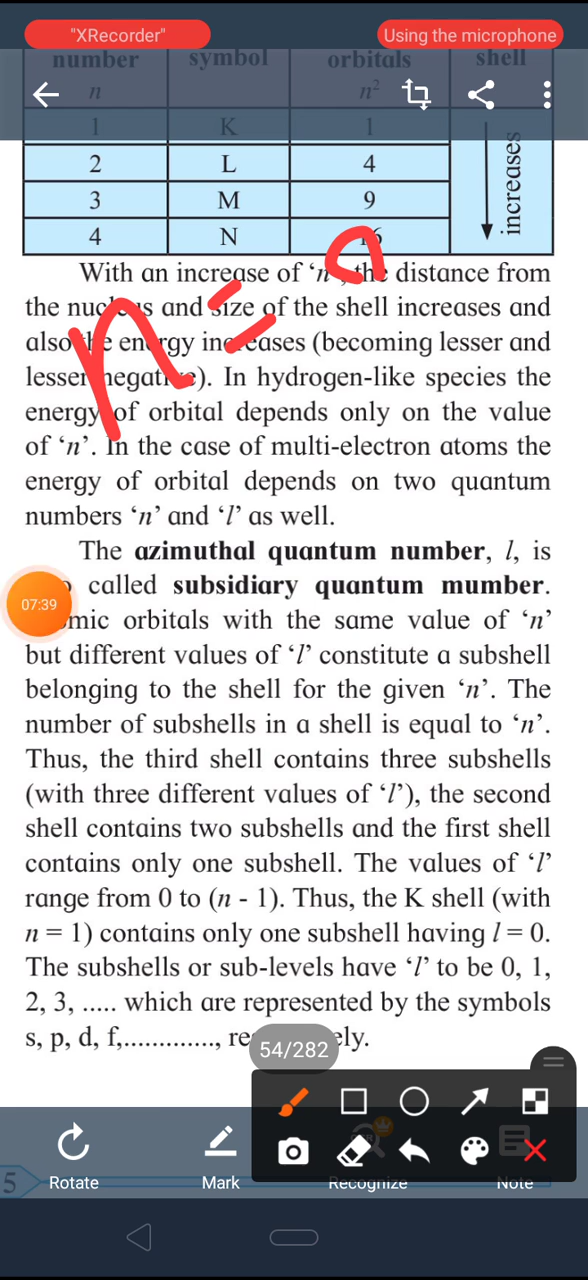 "XRecorder"
Using the microphone
number symbol orbitals shell
n n²
1 K 1
2 L 4
3 M 9
4 N 16
increases
n =
With an increase of ‘n’, the distance from
the nucleus and size of the shell increases and
also the energy increases (becoming lesser and
lesser negative). In hydrogen-like species the
energy of orbital depends only on the value
of ‘n’. In the case of multi-electron atoms the
energy of orbital depends on two quantum
numbers ‘n’ and ‘l’ as well.
The azimuthal quantum number, l, is
called subsidiary quantum mumber.
07:39
mic orbitals with the same value of ‘n’
but different values of ‘l’ constitute a subshell
belonging to the shell for the given ‘n’. The
number of subshells in a shell is equal to ‘n’.
Thus, the third shell contains three subshells
(with three different values of ‘l’), the second
shell contains two subshells and the first shell
contains only one subshell. The values of ‘l’
range from 0 to (n - 1). Thus, the K shell (with
n = 1) contains only one subshell having l = 0.
The subshells or sub-levels have ‘l’ to be 0, 1,
2, 3, ..... which are represented by the symbols
s, p, d, f,.............., re ely.
54/282
5
Rotate Mark Recognize Note